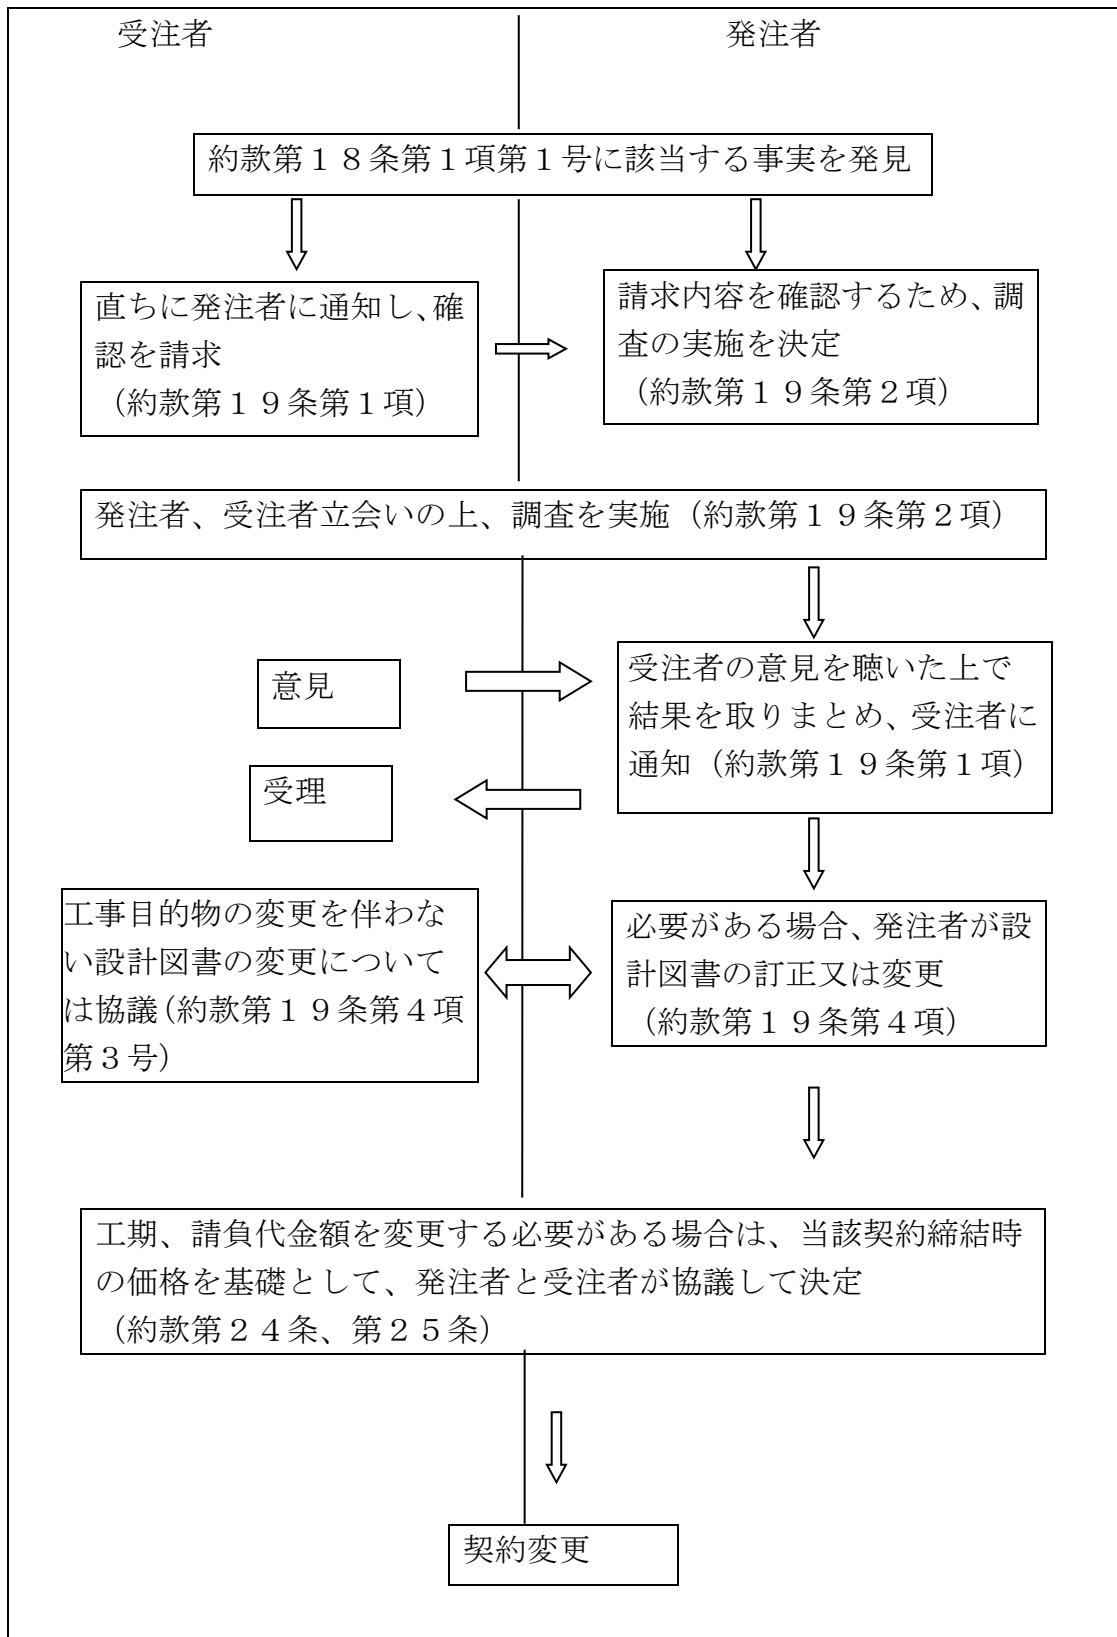 受注者
発注者
約款第１８条第１項第１号に該当する事実を発見
直ちに発注者に通知し、確
認を請求
（約款第１９条第１項）
請求内容を確認するため、調
査の実施を決定
（約款第１９条第２項）
発注者、受注者立会いの上、調査を実施（約款第１９条第２項）
意見
受注者の意見を聴いた上で
結果を取りまとめ、受注者に
通知（約款第１９条第１項）
受理
工事目的物の変更を伴わな
い設計図書の変更について
は協議（約款第１９条第４項
第３号）
必要がある場合、発注者が設
計図書の訂正又は変更
（約款第１９条第４項）
工期、請負代金額を変更する必要がある場合は、当該契約締結時
の価格を基礎として、発注者と受注者が協議して決定
（約款第２４条、第２５条）
契約変更